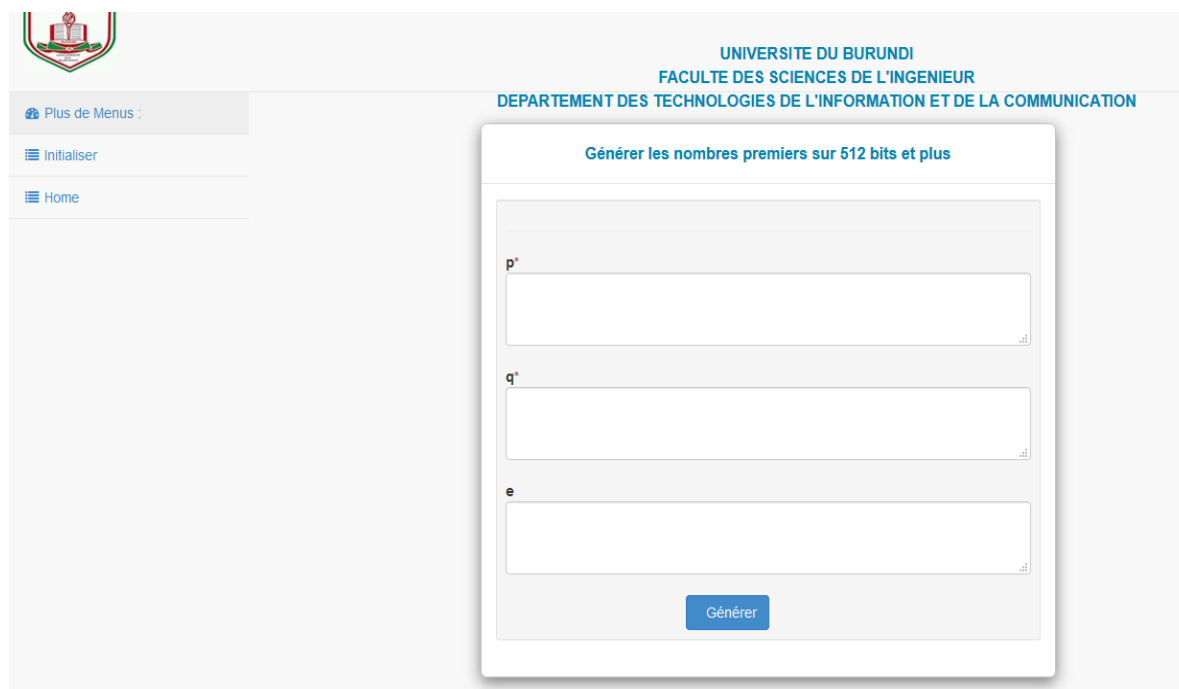 UNIVERSITE DU BURUNDI
FACULTE DES SCIENCES DE L'INGENIEUR
DEPARTEMENT DES TECHNOLOGIES DE L'INFORMATION ET DE LA COMMUNICATION
Plus de Menus :
Initialiser
Home
Générer les nombres premiers sur 512 bits et plus
p*
q*
e
Générer